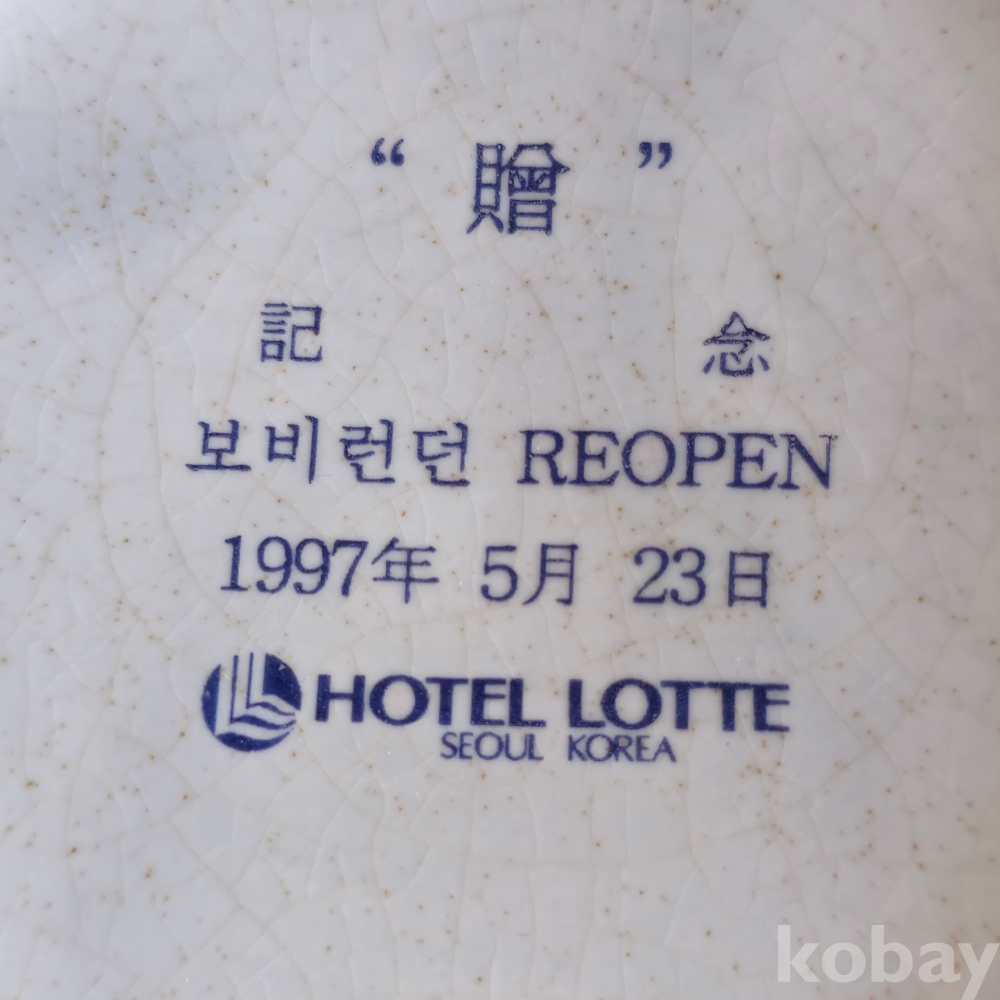 “ 贈 ”
記 念
보비런던 REOPEN
1997年 5月 23日
HOTEL LOTTE
SEOUL KOREA
kobay